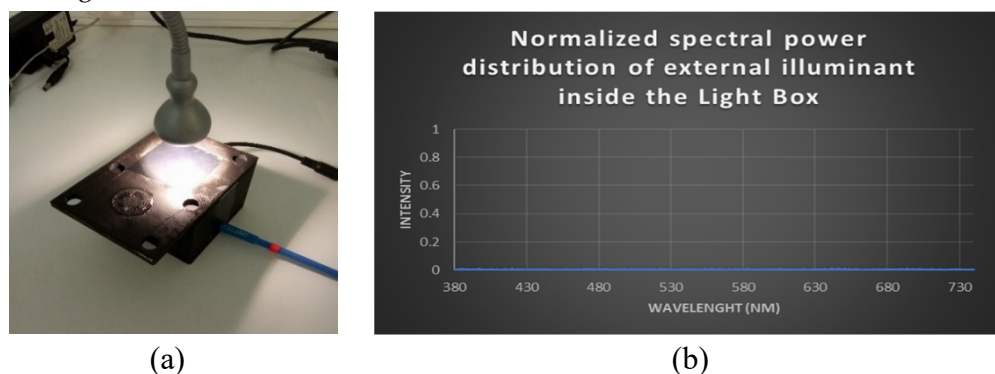 Normalized spectral power
distribution of external illuminant
inside the Light Box
1
0.8
0.6
0.4
0.2
0
INTENSITY
380 430 480 530 580 630 680 730
WAVELENGHT (NM)
(a) (b)